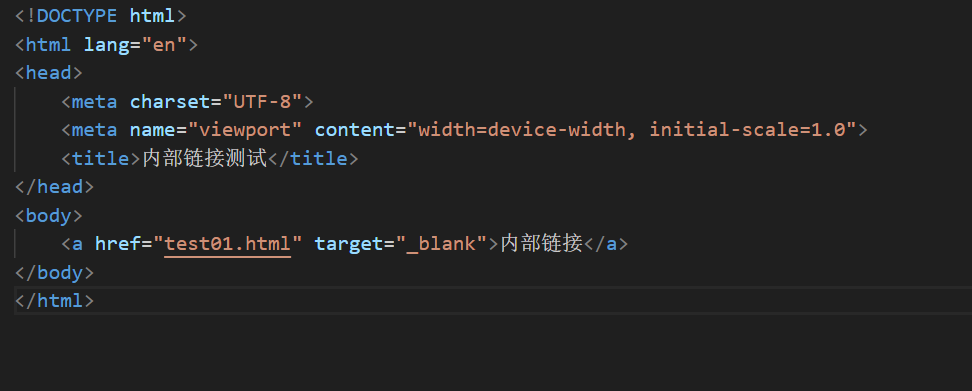 <!DOCTYPE html>
<html lang="en">
<head>
    <meta charset="UTF-8">
    <meta name="viewport" content="width=device-width, initial-scale=1.0">
    <title>内部链接测试</title>
</head>
<body>
    <a href="test01.html" target="_blank">内部链接</a>
</body>
</html>